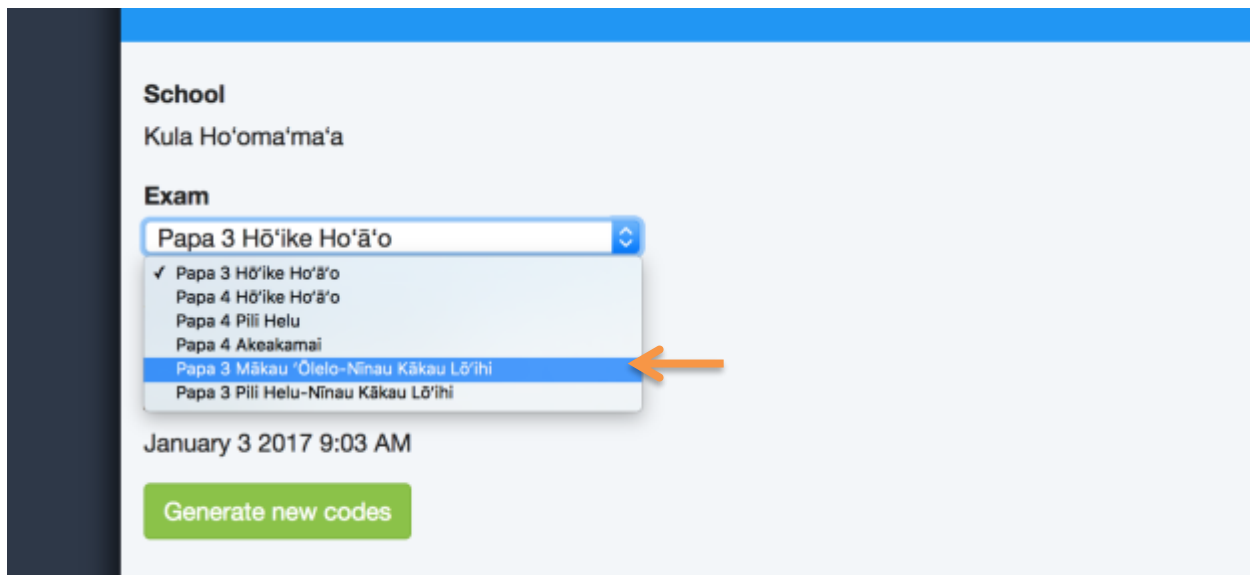 School
Kula Hoʻomaʻmaʻa
Exam
Papa 3 Hōʻike Hoʻāʻo
✓ Papa 3 Hōʻike Hoʻāʻo
Papa 4 Hōʻike Hoʻāʻo
Papa 4 Pili Helu
Papa 4 Akeakamai
Papa 3 Mākau ʻŌlelo-Nīnau Kākau Lōʻihi
Papa 3 Pili Helu-Nīnau Kākau Lōʻihi
January 3 2017 9:03 AM
Generate new codes